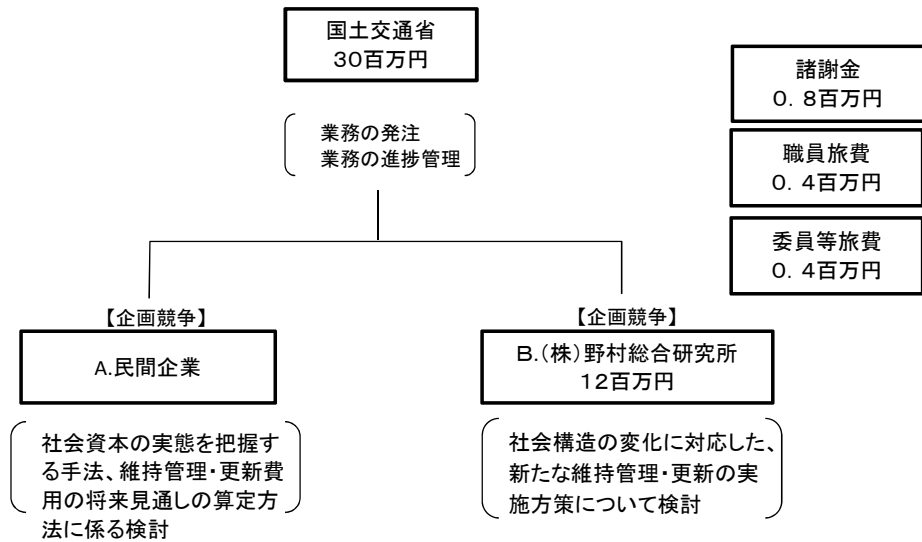 国土交通省
30百万円
諸謝金
0．8百万円
業務の発注
業務の進捗管理
職員旅費
0．4百万円
委員等旅費
0．4百万円
【企画競争】
A.民間企業
社会資本の実態を把握す
る手法、維持管理・更新費
用の将来見通しの算定方
法に係る検討
【企画競争】
B.(株)野村総合研究所
12百万円
社会構造の変化に対応した、
新たな維持管理・更新の実
施方策について検討